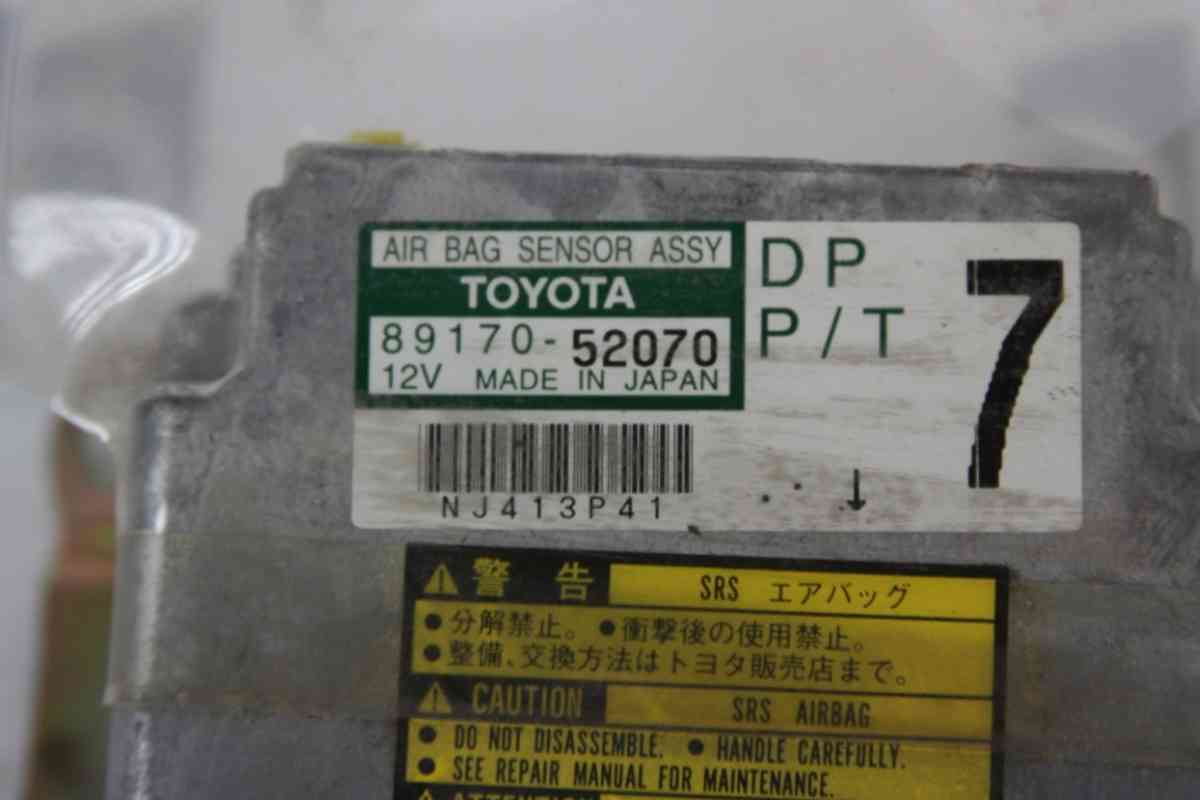 AIR BAG SENSOR ASSY
TOYOTA
89170-52070
12V MADE IN JAPAN
DP
P/T
7
NJ413P41
↓
警告 SRS エアバッグ
●分解禁止。 ●衝撃後の使用禁止。
●整備、交換方法はトヨタ販売店まで。
CAUTION SRS AIRBAG
● DO NOT DISASSEMBLE. ● HANDLE CAREFULLY.
● SEE REPAIR MANUAL FOR MAINTENANCE.